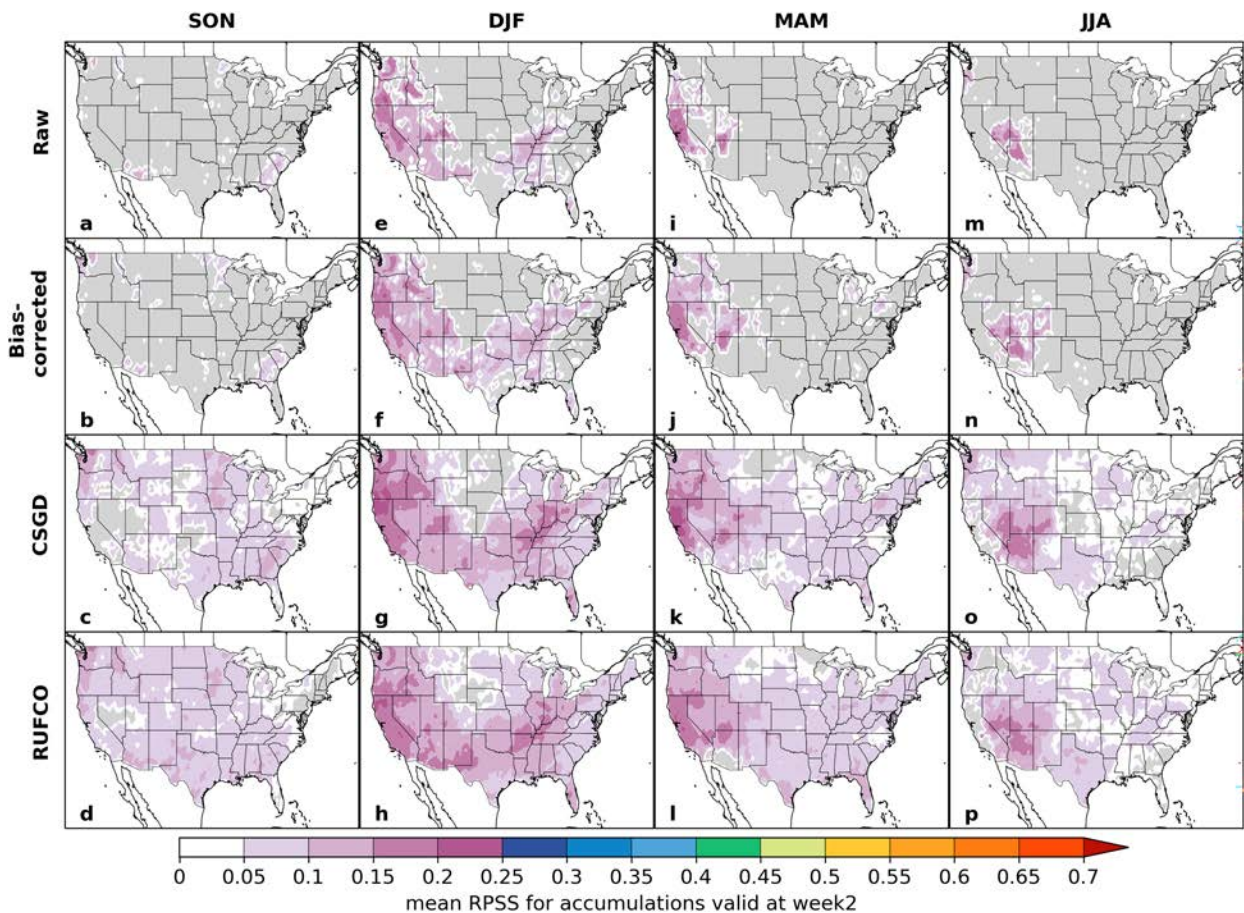 SON DJF MAM JJA
Raw
a e i m
Bias-
corrected
b f j n
CSGD
c g k o
RUFCO
d h l p
0 0.05 0.1 0.15 0.2 0.25 0.3 0.35 0.4 0.45 0.5 0.55 0.6 0.65 0.7
mean RPSS for accumulations valid at week2